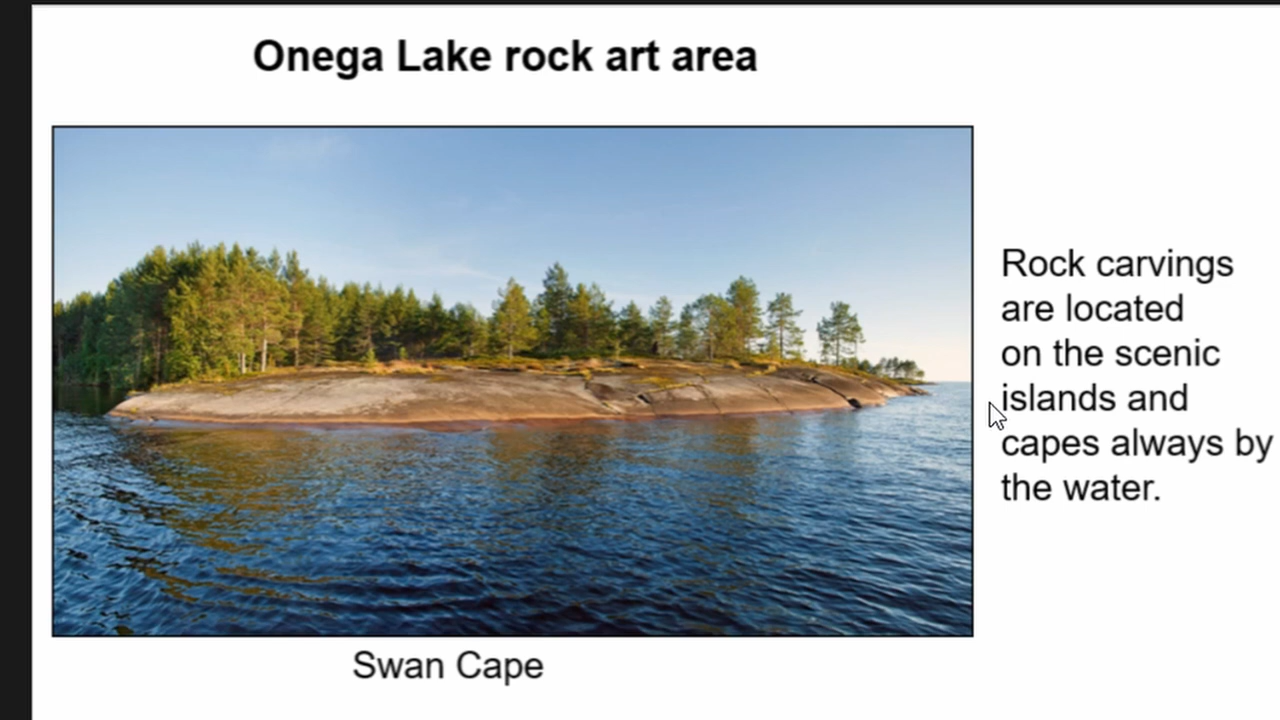 Onega Lake rock art area
Rock carvings
are located
on the scenic
islands and
capes always by
the water.
Swan Cape